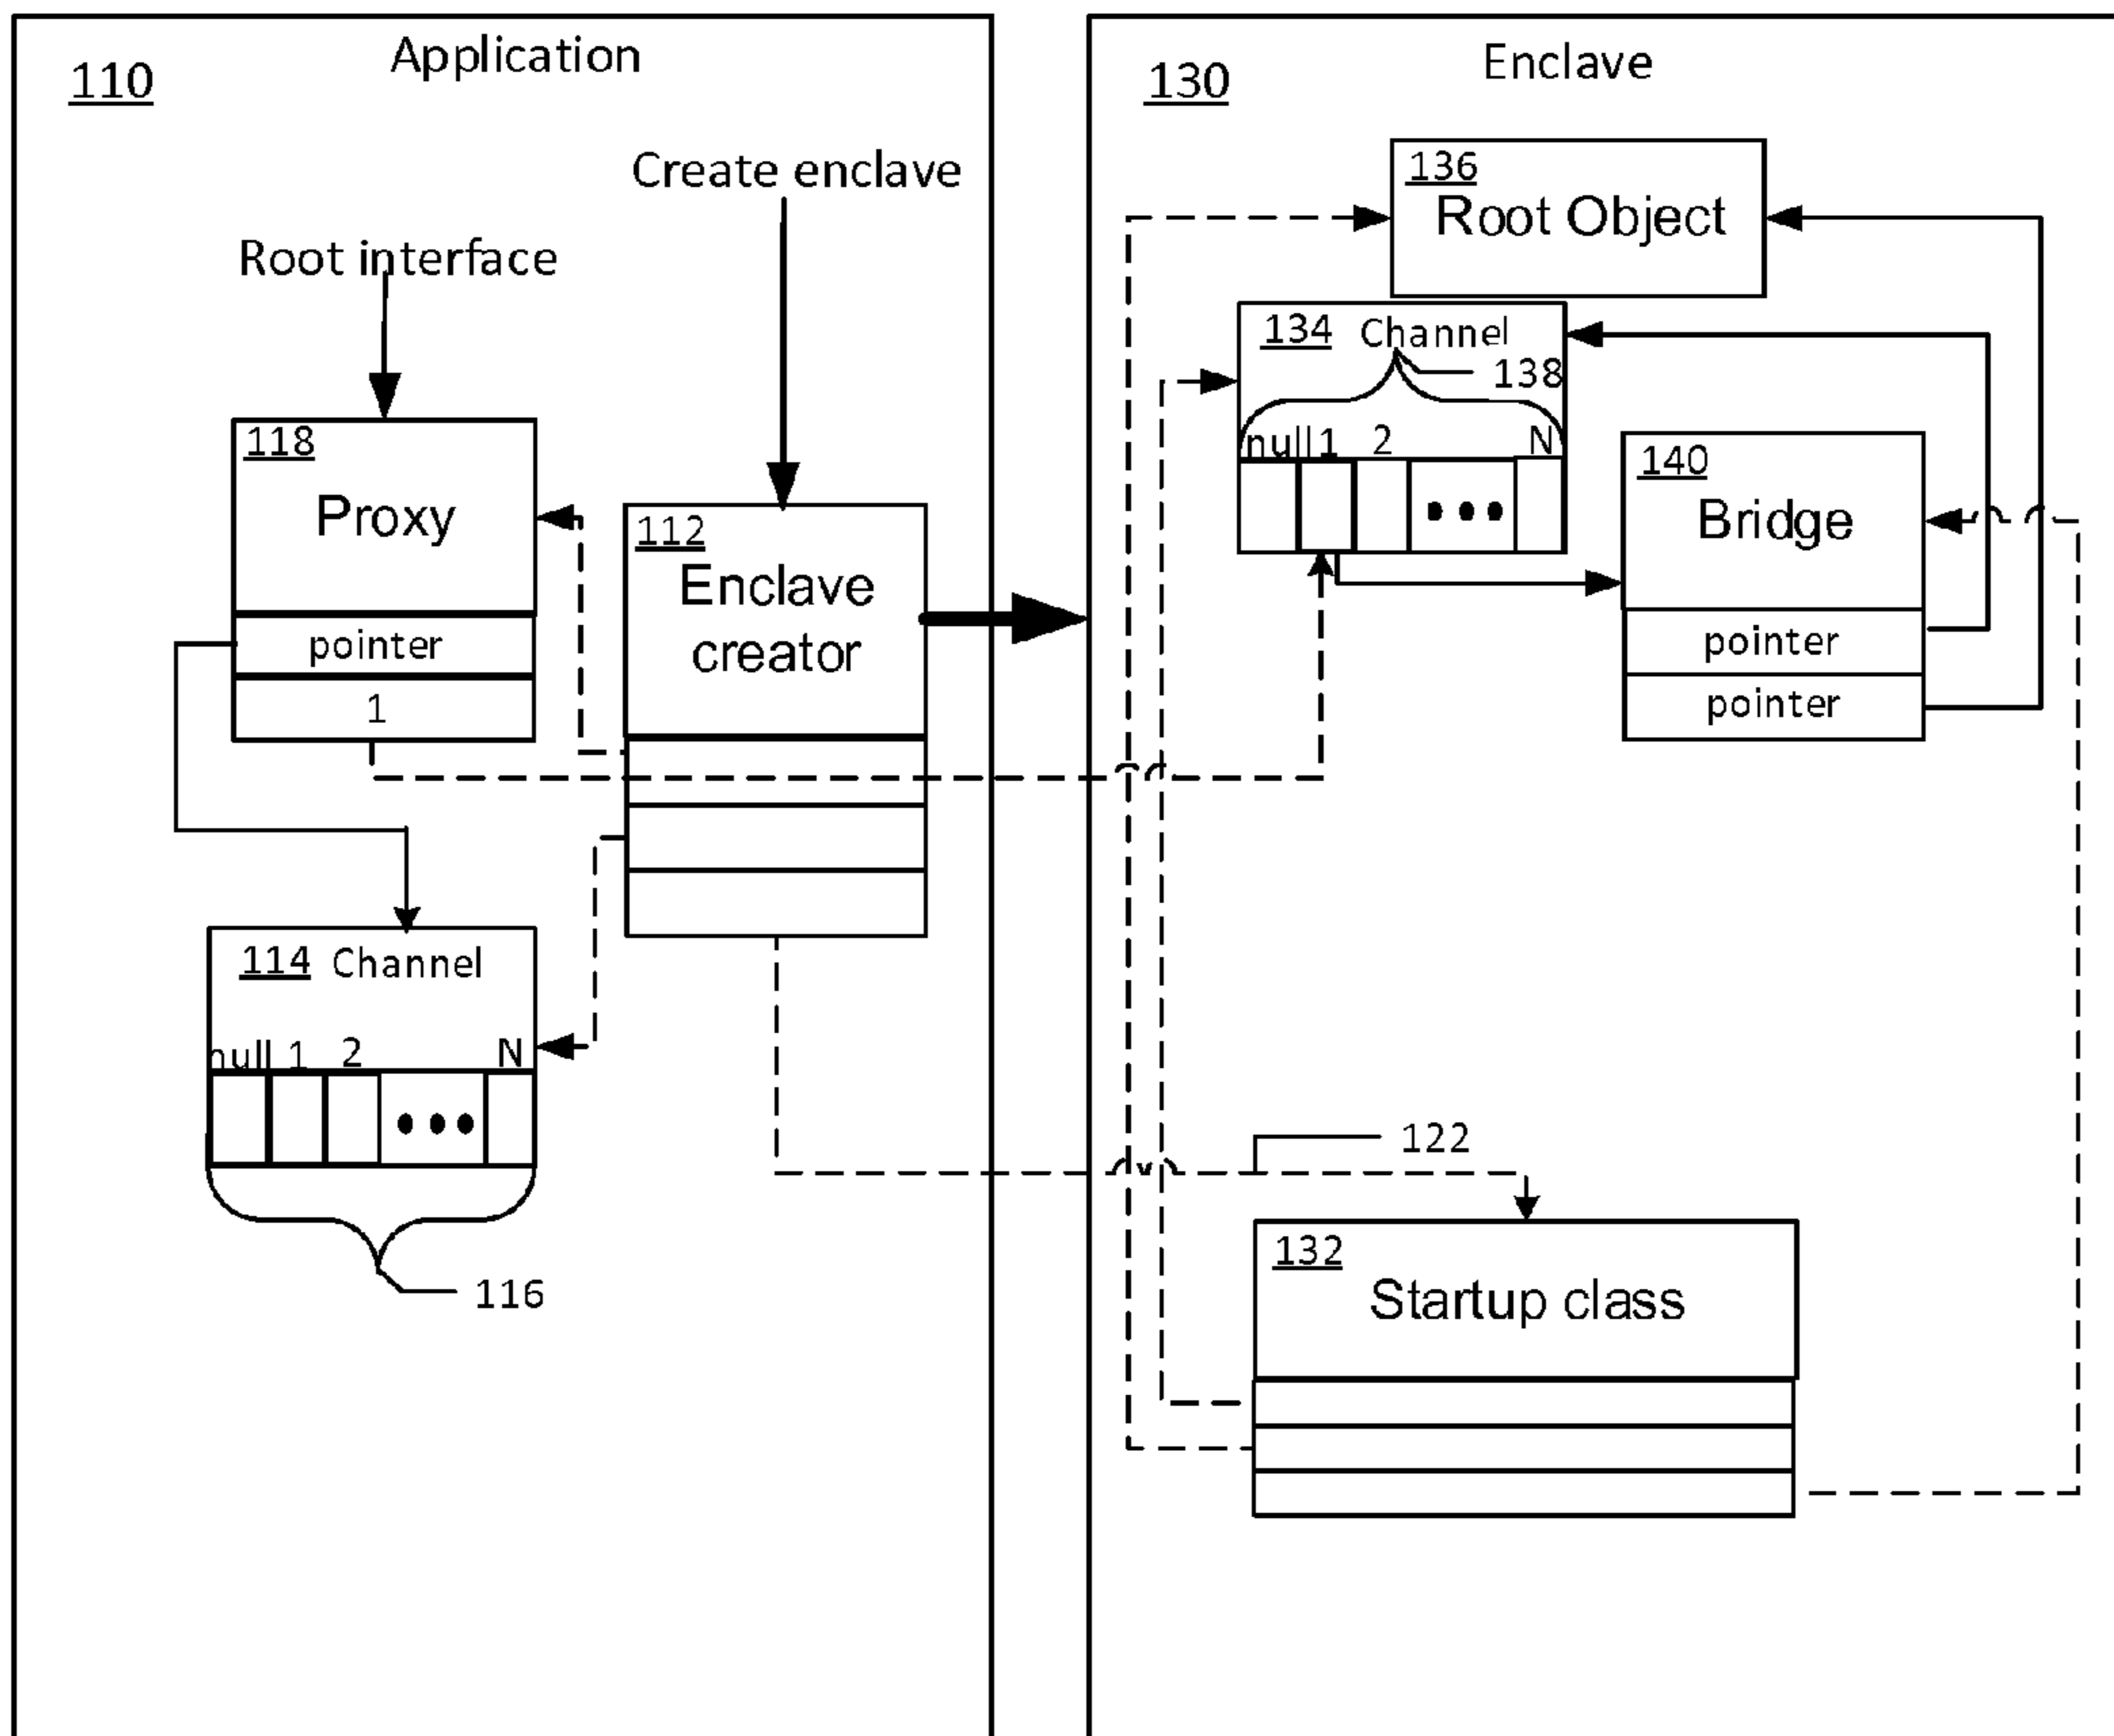 Application
110
Create enclave
Root interface
118
Proxy
pointer
1
112
Enclave
creator
114 Channel
null 1 2 N
116
Enclave
130
136
Root Object
134 Channel
138
null 1 2 N
140
Bridge
pointer
pointer
122
132
Startup class